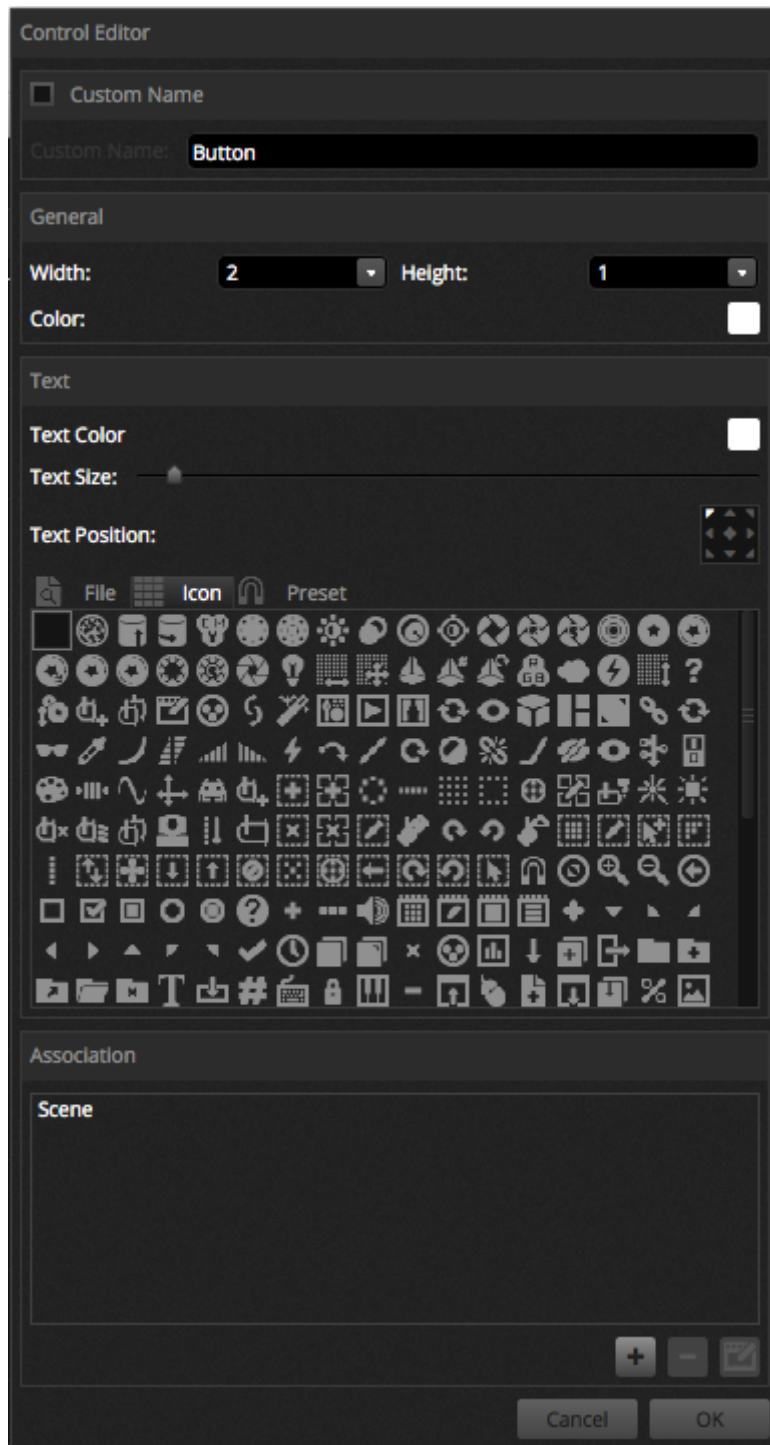 Control Editor
Custom Name
Custom Name: Button
General
Width: 2 Height: 1
Color:
Text
Text Color
Text Size:
Text Position:
File Icon Preset
Association
Scene
Cancel OK